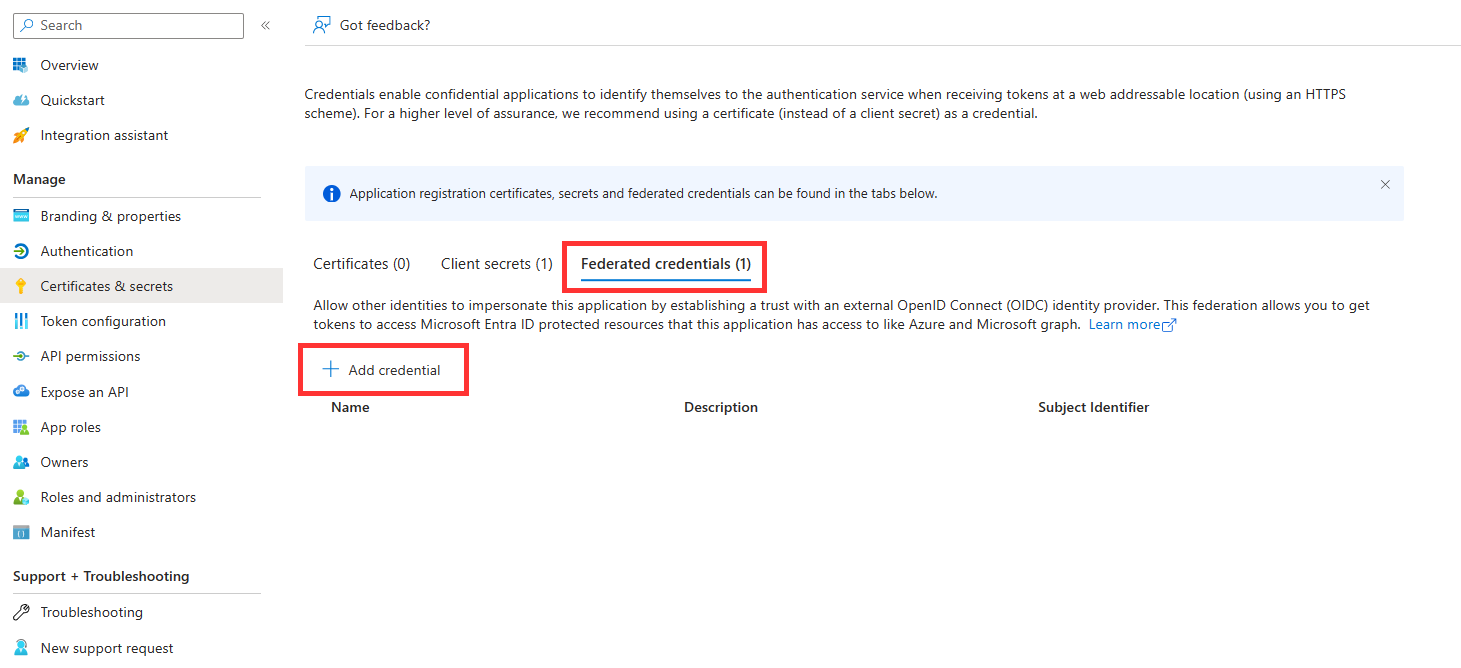 Search
Overview
Quickstart
Integration assistant
Manage
Branding & properties
Authentication
Certificates & secrets
Token configuration
API permissions
Expose an API
App roles
Owners
Roles and administrators
Manifest
Support + Troubleshooting
Troubleshooting
New support request
Got feedback?
Credentials enable confidential applications to identify themselves to the authentication service when receiving tokens at a web addressable location (using an HTTPS
scheme). For a higher level of assurance, we recommend using a certificate (instead of a client secret) as a credential.
Application registration certificates, secrets and federated credentials can be found in the tabs below.
Certificates (0) Client secrets (1) Federated credentials (1)
Allow other identities to impersonate this application by establishing a trust with an external OpenID Connect (OIDC) identity provider. This federation allows you to get
tokens to access Microsoft Entra ID protected resources that this application has access to like Azure and Microsoft graph. Learn more
Add credential
Name Description Subject Identifier